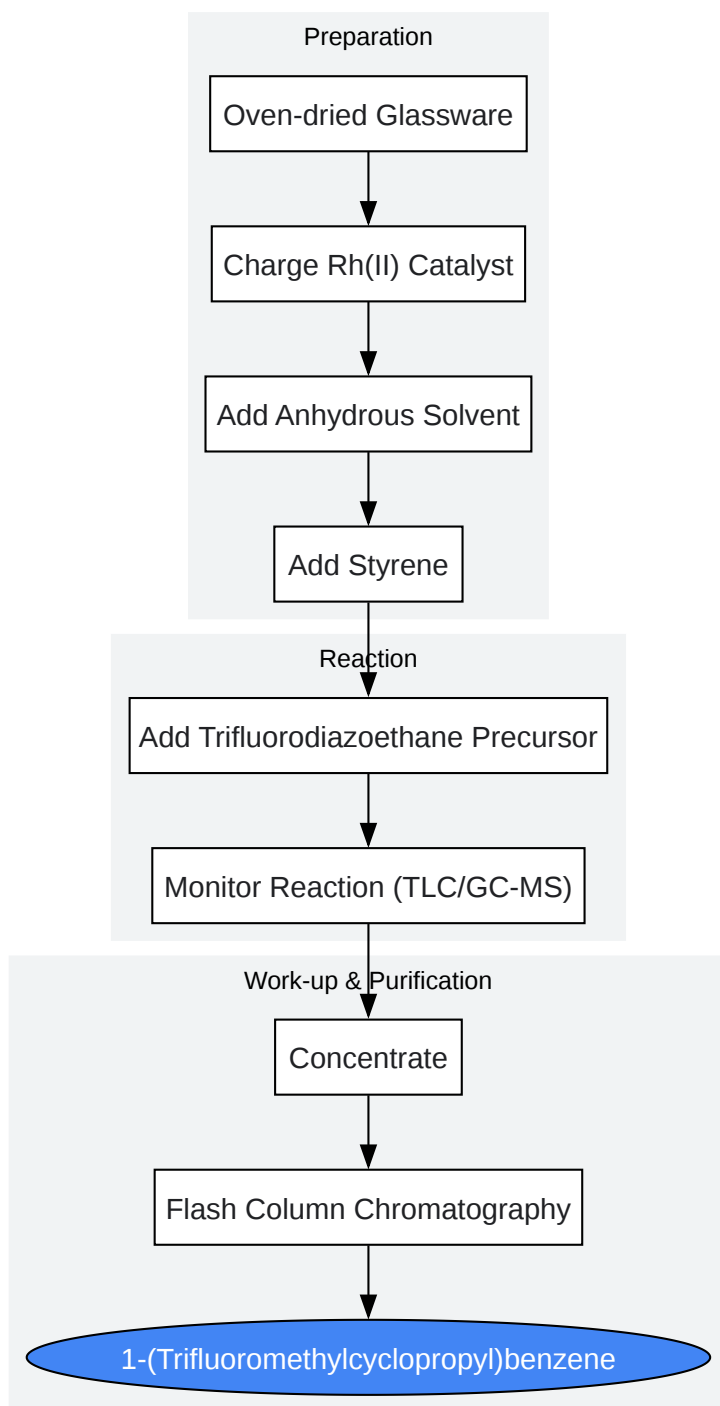 Preparation
Oven-dried Glassware
Charge Rh(II) Catalyst
Add Anhydrous Solvent
Add Styrene
Reaction
Add Trifluorodiazoethane Precursor
Monitor Reaction (TLC/GC-MS)
Work-up & Purification
Concentrate
Flash Column Chromatography
1-(Trifluoromethylcyclopropyl)benzene